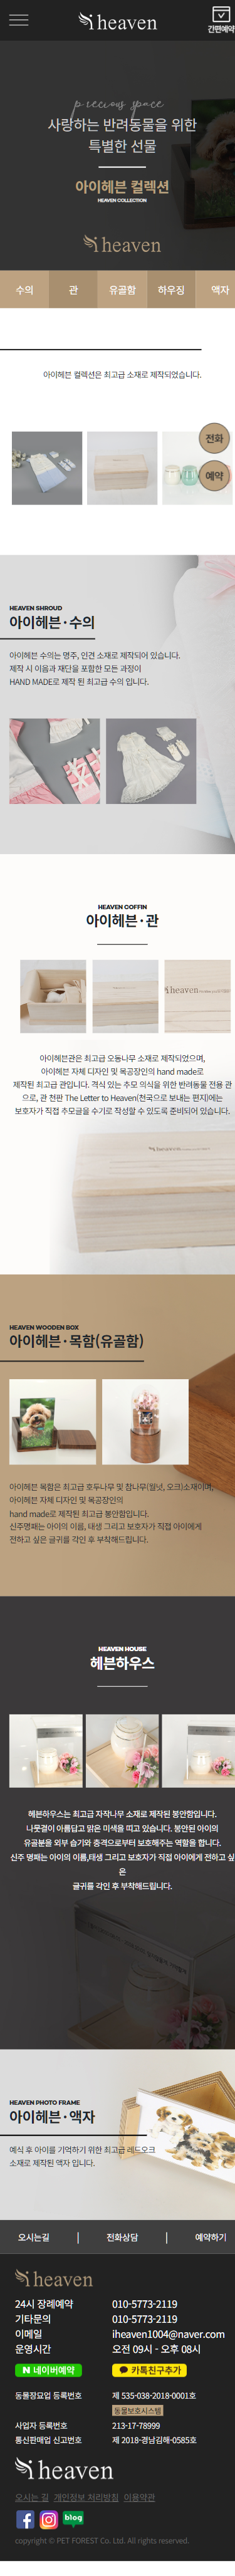 iheaven
간편예약
precious space
사랑하는 반려동물을 위한
특별한 선물
아이헤븐 컬렉션
HEAVEN COLLECTION
iheaven
수의 관 유골함 하우징 액자
아이헤븐 컬렉션은 최고급 소재로 제작되었습니다.
전화
예약
HEAVEN SHROUD
아이헤븐·수의
아이헤븐 수의는 명주, 인견 소재로 제작되어 있습니다.
제작 시 이음과 재단을 포함한 모든 과정이
HAND MADE로 제작 된 최고급 수의 입니다.
HEAVEN COFFIN
아이헤븐·관
iheaven
아이헤븐관은 최고급 오동나무 소재로 제작되었으며,
아이헤븐 자체 디자인 및 목공장인의 hand made로
제작된 최고급 관입니다. 격식 있는 추모 의식을 위한 반려동물 전용 관
으로, 관 천판 The Letter to Heaven(천국으로 보내는 편지)에는
보호자가 직접 추모글을 수기로 작성할 수 있도록 준비되어 있습니다.
HEAVEN WOODEN BOX
아이헤븐·목함(유골함)
아이헤븐 목함은 최고급 호두나무 및 참나무(월넛, 오크)소재이며,
아이헤븐 자체 디자인 및 목공장인의
hand made로 제작된 최고급 봉안함입니다.
신주명패는 아이의 이름, 태생 그리고 보호자가 직접 아이에게
전하고 싶은 글귀를 각인 후 부착해드립니다.
HEAVEN HOUSE
헤븐하우스
헤븐하우스는 최고급 자작나무 소재로 제작된 봉안함입니다.
나뭇결이 아름답고 맑은 미색을 띠고 있습니다. 봉안된 아이의
유골분을 외부 습기와 충격으로부터 보호해주는 역할을 합니다.
신주 명패는 아이의 이름,태생 그리고 보호자가 직접 아이에게 전하고 싶
은
글귀를 각인 후 부착해드립니다.
HEAVEN PHOTO FRAME
아이헤븐·액자
예식 후 아이를 기억하기 위한 최고급 레드오크
소재로 제작된 액자 입니다.
오시는길 전화상담 예약하기
iheaven
24시 장례예약 010-5773-2119
기타문의 010-5773-2119
이메일 iheaven1004@naver.com
운영시간 오전 09시 - 오후 08시
N 네이버예약 카톡친구추가
동물장묘업 등록번호 제 535-038-2018-0001호
동물보호시스템
사업자 등록번호 213-17-78999
통신판매업 신고번호 제 2018-경남김해-0585호
iheaven
오시는 길 개인정보 처리방침 이용약관
blog
copyright © PET FOREST Co. Ltd. All rights reserved.